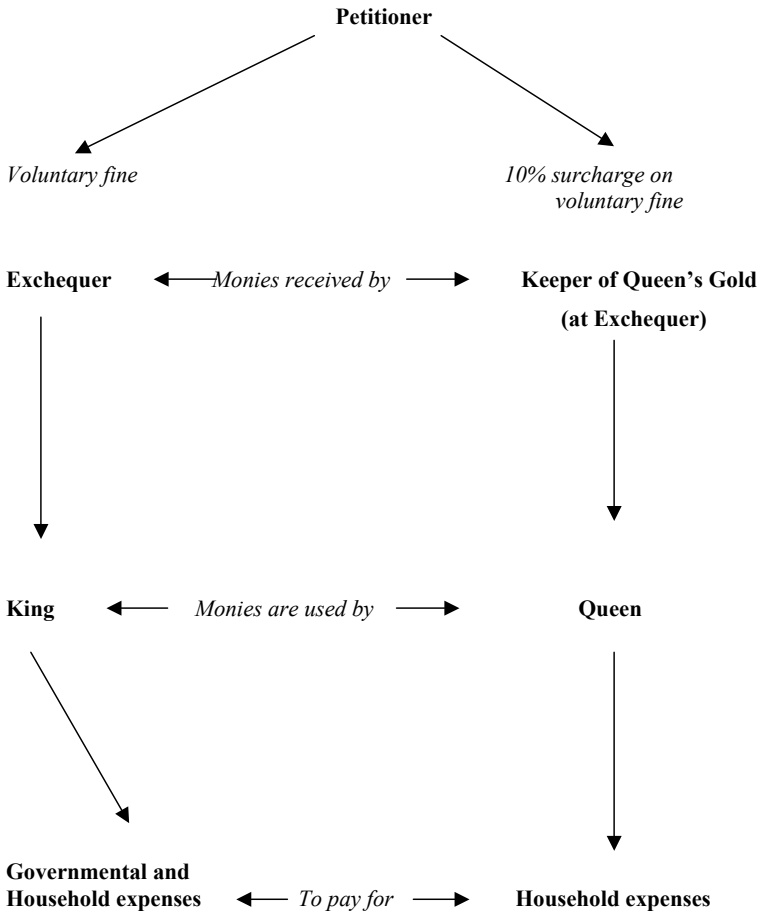 Petitioner
Voluntary fine
10% surcharge on
voluntary fine
Exchequer
Monies received by
Keeper of Queen’s Gold
(at Exchequer)
King
Monies are used by
Queen
Governmental and
Household expenses
To pay for
Household expenses